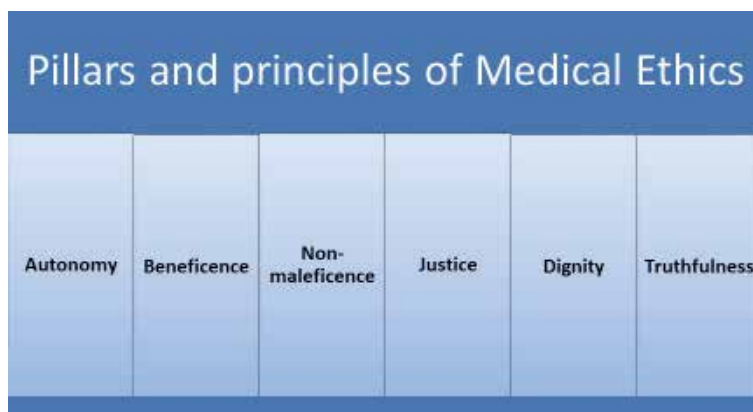 Pillars and principles of Medical Ethics
Autonomy
Beneficence
Non-
maleficence
Justice
Dignity
Truthfulness